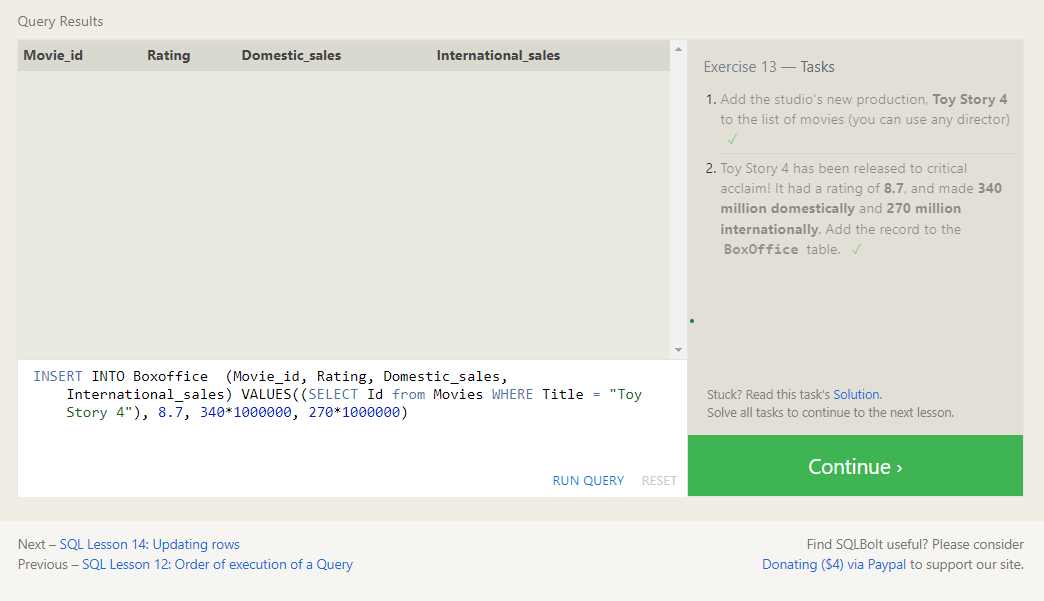 Query Results
Movie_id Rating Domestic_sales International_sales
Exercise 13 — Tasks
1. Add the studio's new production, Toy Story 4
to the list of movies (you can use any director)
✓
2. Toy Story 4 has been released to critical
acclaim! It had a rating of 8.7, and made 340
million domestically and 270 million
internationally. Add the record to the
BoxOffice table. ✓
INSERT INTO Boxoffice  (Movie_id, Rating, Domestic_sales,
International_sales) VALUES((SELECT Id from Movies WHERE Title = "Toy
Story 4"), 8.7, 340*1000000, 270*1000000)
RUN QUERY RESET
Stuck? Read this task's Solution.
Solve all tasks to continue to the next lesson.
Continue ›
Next – SQL Lesson 14: Updating rows
Previous – SQL Lesson 12: Order of execution of a Query
Find SQLBolt useful? Please consider
Donating ($4) via Paypal to support our site.